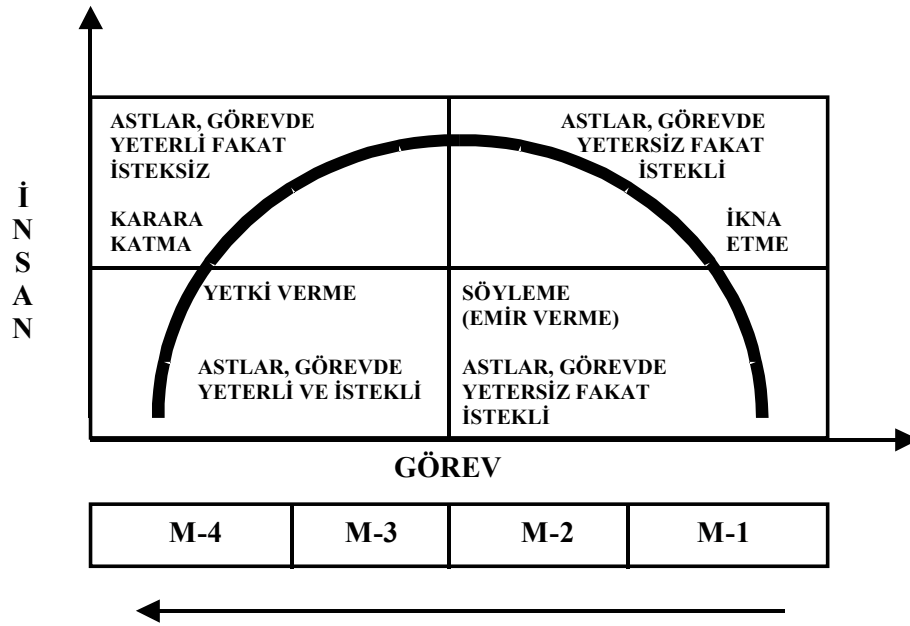 ASTLAR, GÖREVDE
YETERLİ FAKAT
İSTEKSİZ
KARARA
KATMA
ASTLAR, GÖREVDE
YETERSİZ FAKAT
İSTEKLİ
İKNA
ETME
İ
N
S
A
N
YETKİ VERME
ASTLAR, GÖREVDE
YETERLİ VE İSTEKLİ
SÖYLEME
(EMİR VERME)
ASTLAR, GÖREVDE
YETERSİZ FAKAT
İSTEKLİ
GÖREV
M-4 M-3 M-2 M-1